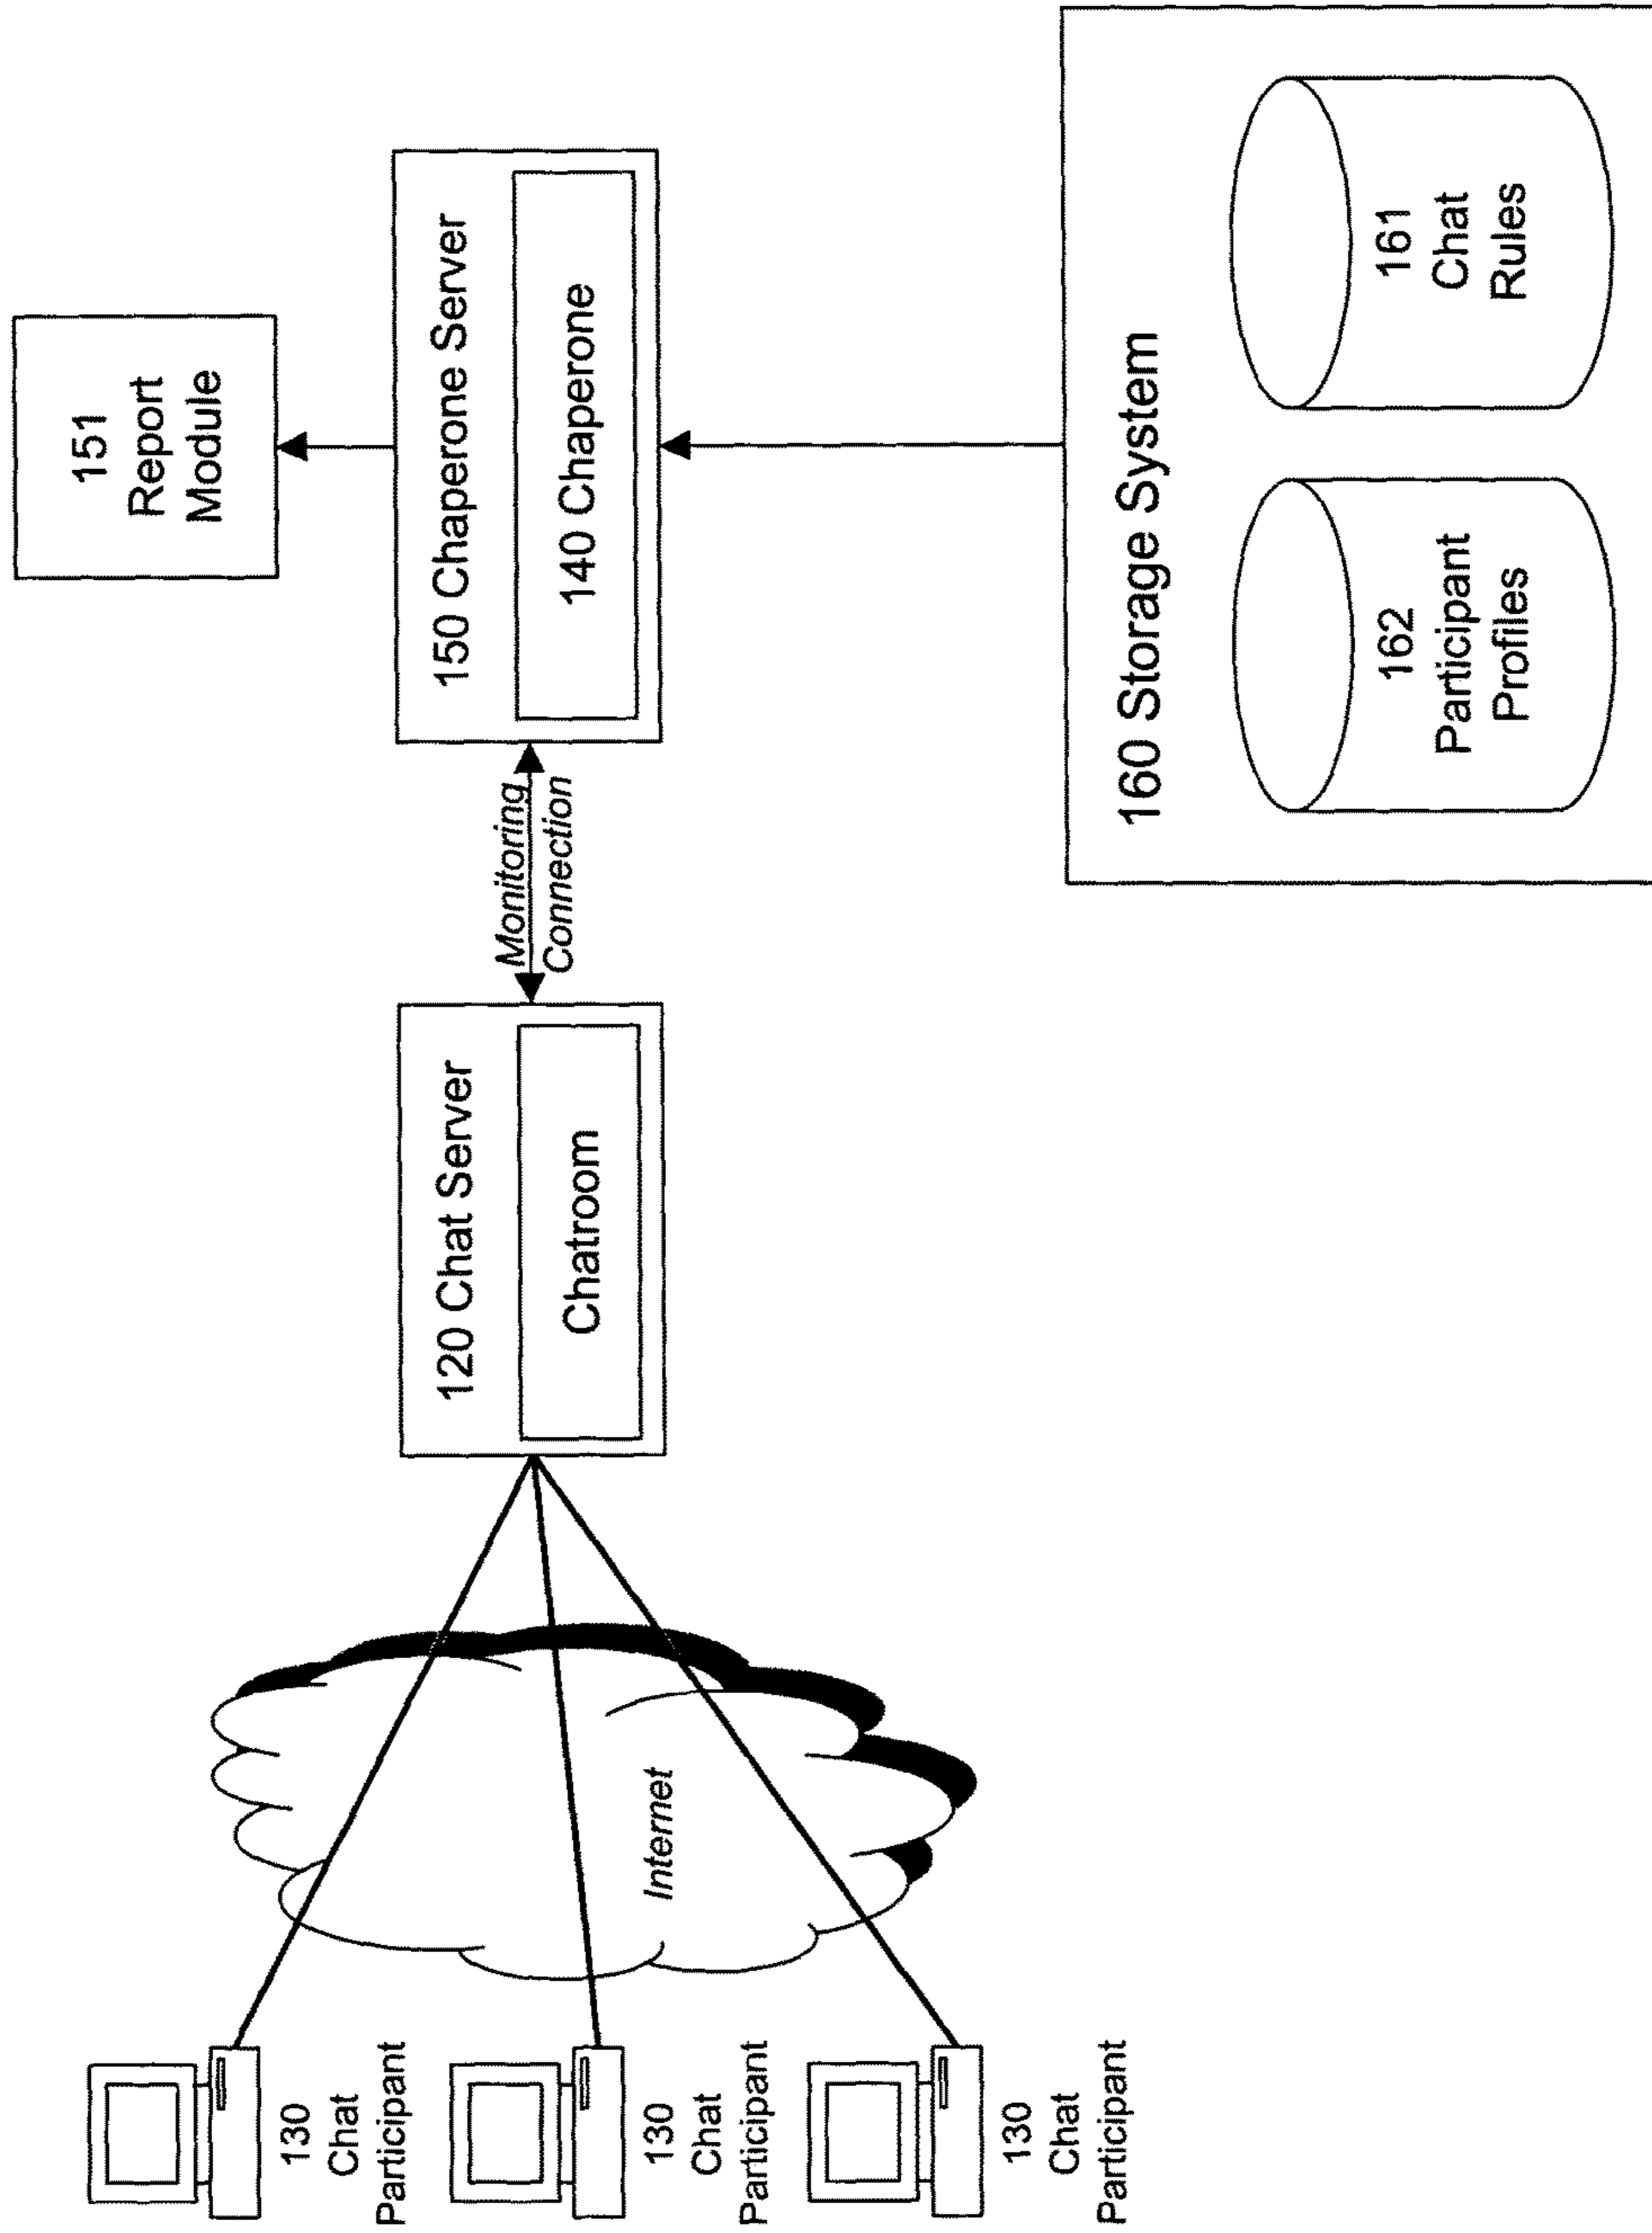 130
Chat
Participant
130
Chat
Participant
130
Chat
Participant
Internet
120 Chat Server
Chatroom
Monitoring
Connection
150 Chaperone Server
140 Chaperone
151
Report
Module
160 Storage System
162
Participant
Profiles
161
Chat
Rules